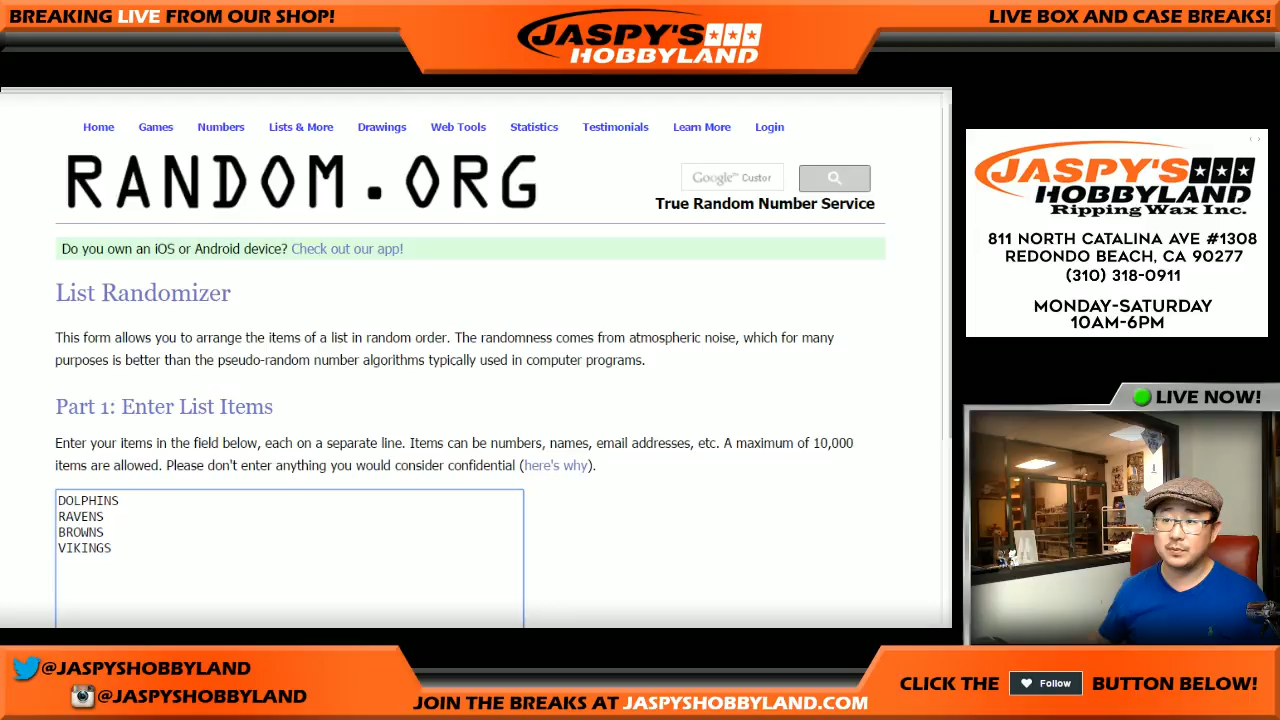 BREAKING LIVE FROM OUR SHOP!
JASPY'S
HOBBYLAND
LIVE BOX AND CASE BREAKS!
Home Games Numbers Lists & More Drawings Web Tools Statistics Testimonials Learn More Login
RANDOM.ORG
Google™ Custor
True Random Number Service
Do you own an iOS or Android device? Check out our app!
List Randomizer
This form allows you to arrange the items of a list in random order. The randomness comes from atmospheric noise, which for many
purposes is better than the pseudo-random number algorithms typically used in computer programs.
Part 1: Enter List Items
Enter your items in the field below, each on a separate line. Items can be numbers, names, email addresses, etc. A maximum of 10,000
items are allowed. Please don't enter anything you would consider confidential (here's why).
DOLPHINS
RAVENS
BROWNS
VIKINGS
JASPY'S
HOBBYLAND
Ripping Wax Inc.
811 NORTH CATALINA AVE #1308
REDONDO BEACH, CA 90277
(310) 318-0911
MONDAY-SATURDAY
10AM-6PM
LIVE NOW!
@JASPYSHOBBYLAND
@JASPYSHOBBYLAND
JOIN THE BREAKS AT JASPYSHOBBYLAND.COM
CLICK THE Follow BUTTON BELOW!